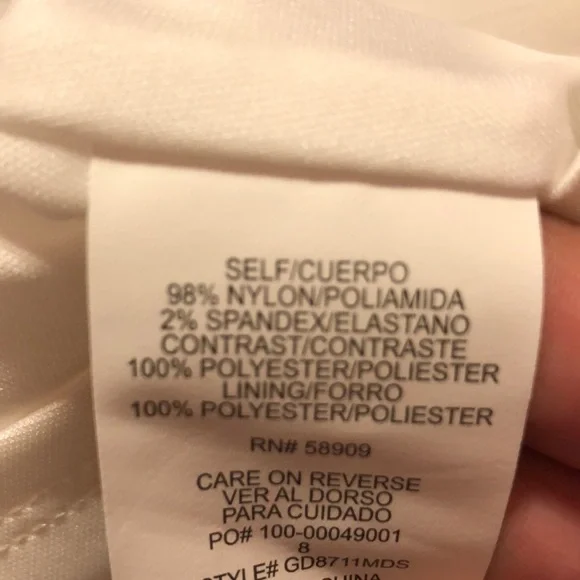 SELF/CUERPO
98% NYLON/POLIAMIDA
2% SPANDEX/ELASTANO
CONTRAST/CONTRASTE
100% POLYESTER/POLIESTER
LINING/FORRO
100% POLYESTER/POLIESTER
RN# 58909
CARE ON REVERSE
VER AL DORSO
PARA CUIDADO
PO# 100-00049001
8
STYLE# GD8711MDS
CHINA